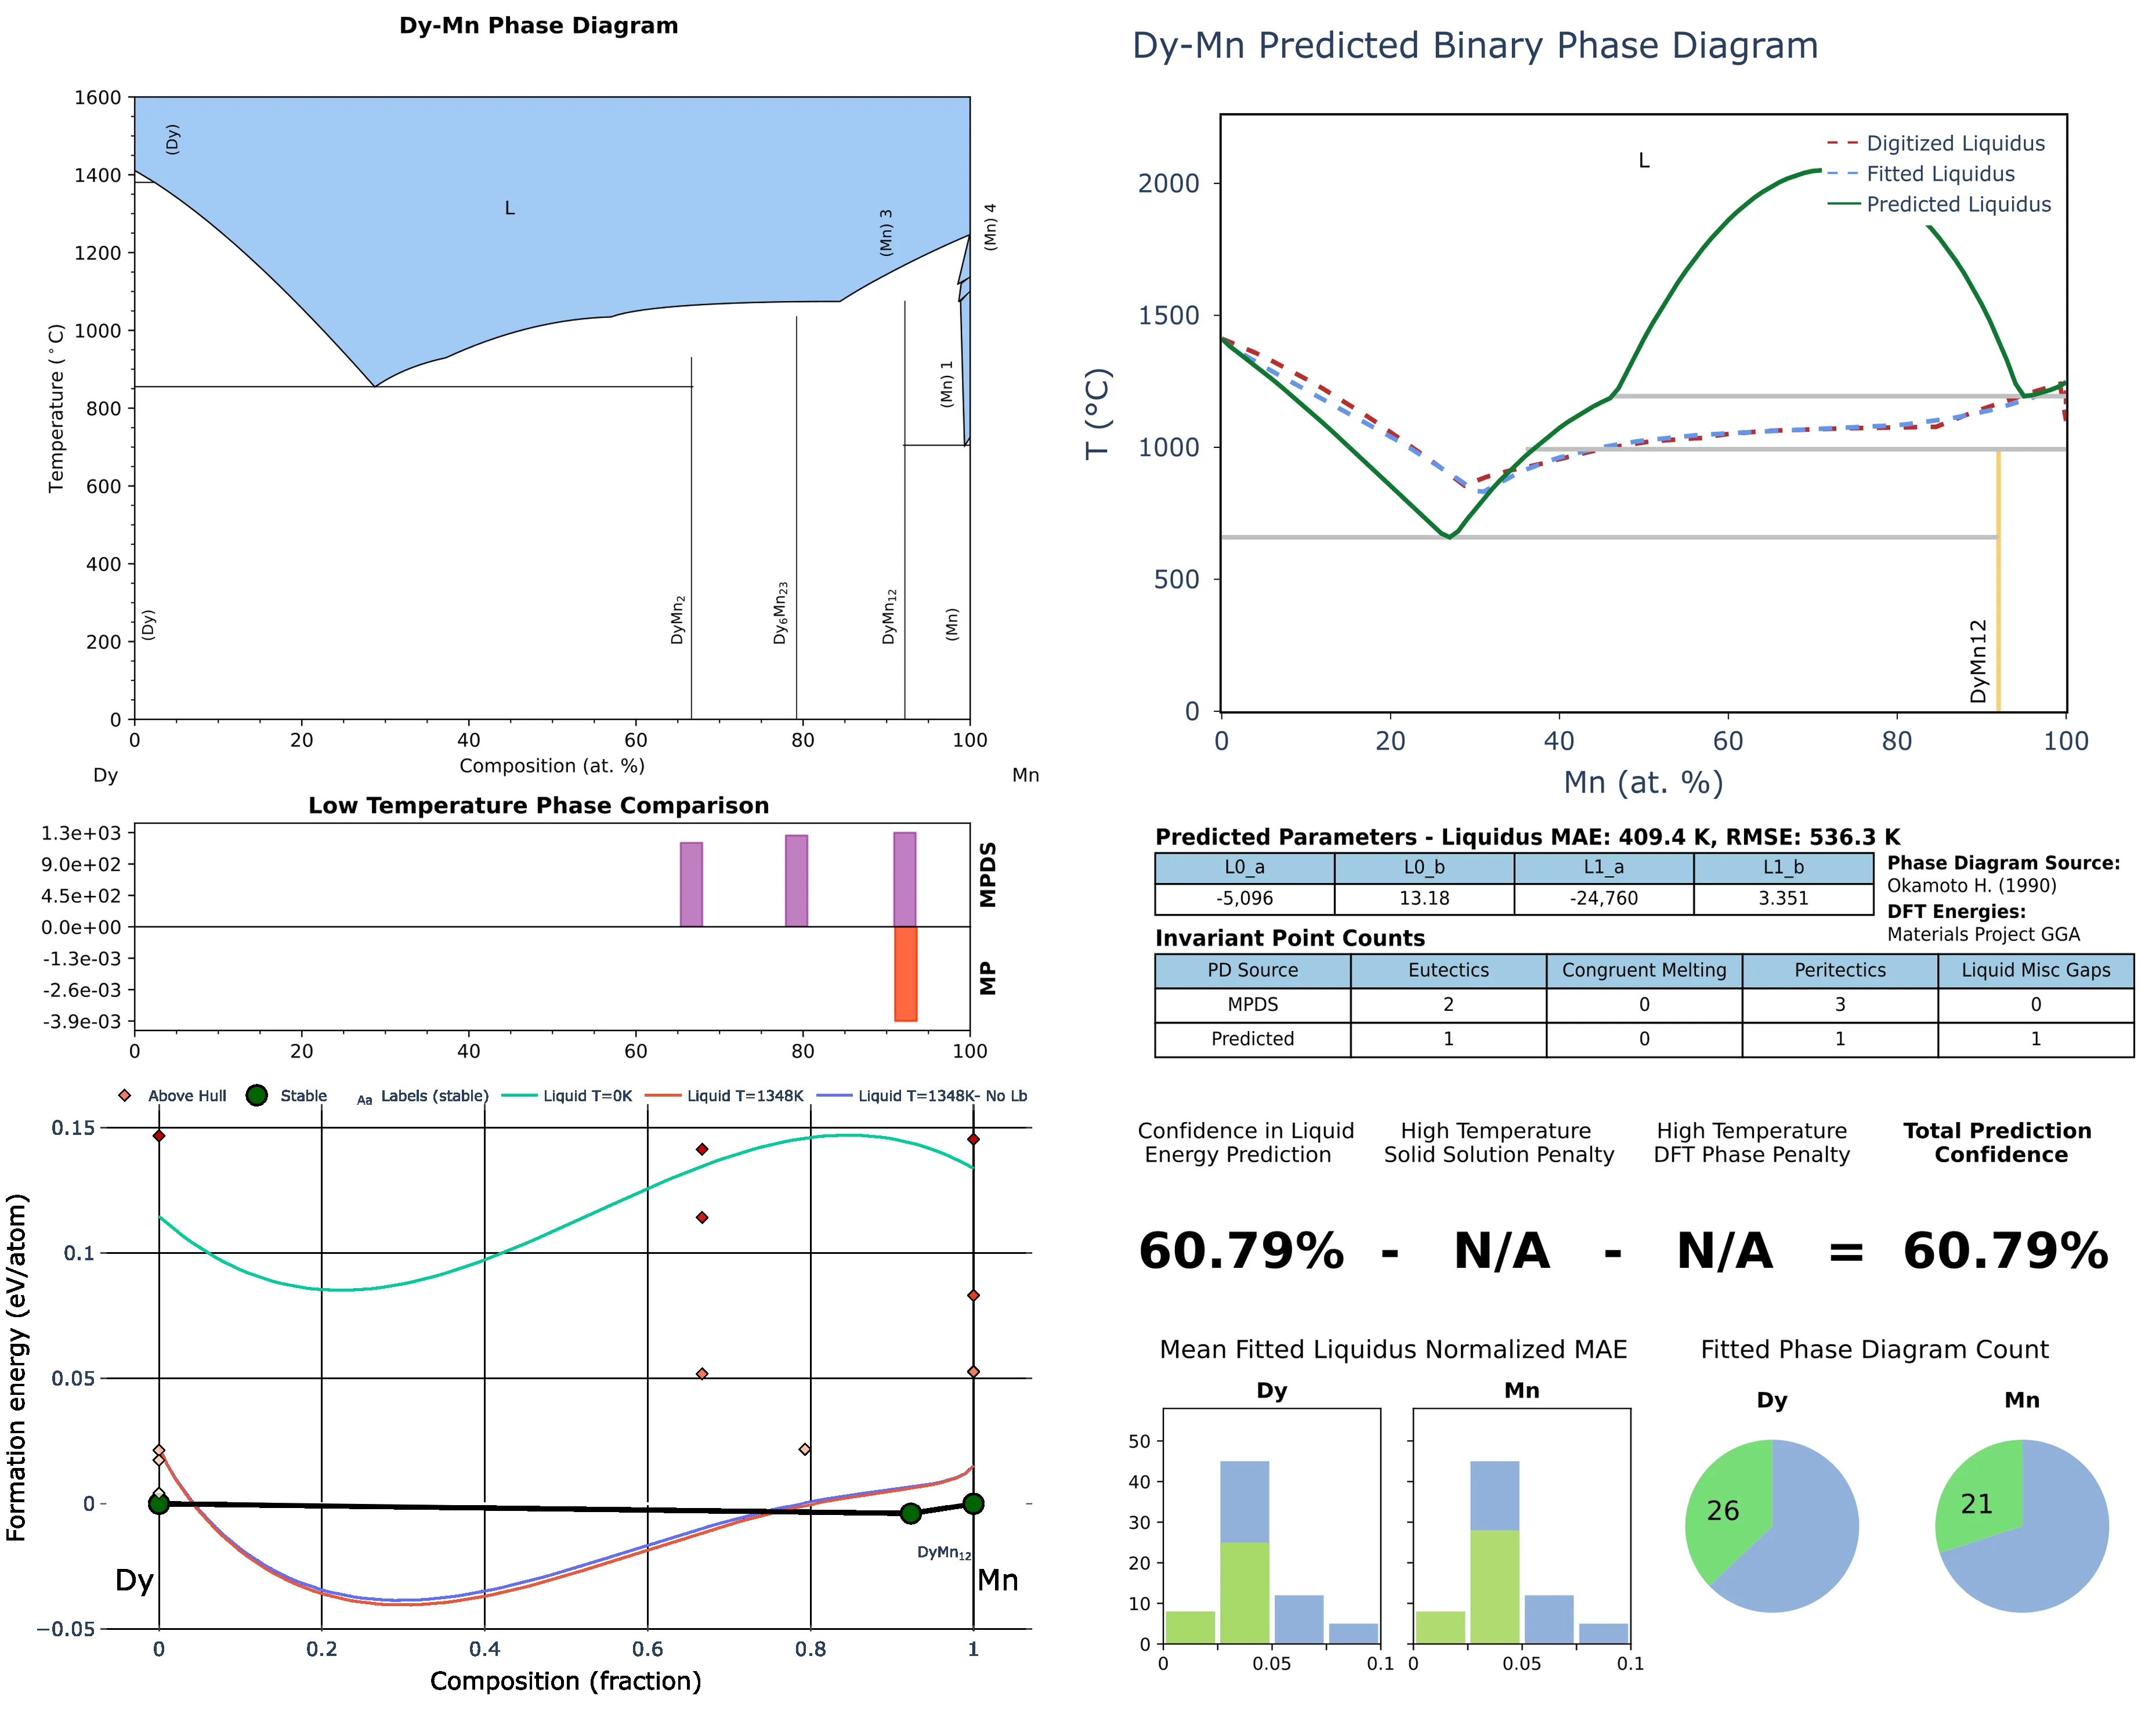 Dy-Mn Phase Diagram
1600
1400
1200
1000
800
600
400
200
0
Temperature (°C)
(Dy)
L
(Mn) 3
(Mn) 4
(Mn) 1
(Dy)
DyMn2
Dy6Mn23
DyMn12
(Mn)
0 20 40 60 80 100
Composition (at. %)
Dy Mn
Low Temperature Phase Comparison
1.3e+03
9.0e+02
4.5e+02
0.0e+00
-1.3e-03
-2.6e-03
-3.9e-03
MPDS
MP
0 20 40 60 80 100
Above Hull Stable Aa Labels (stable) Liquid T=0K Liquid T=1348K Liquid T=1348K- No Lb
0.15
0.1
0.05
0
−0.05
Formation energy (eV/atom)
DyMn12
Dy Mn
0 0.2 0.4 0.6 0.8 1
Composition (fraction)
Dy-Mn Predicted Binary Phase Diagram
L
Digitized Liquidus
Fitted Liquidus
Predicted Liquidus
2000
1500
1000
500
0
T (°C)
DyMn12
0 20 40 60 80 100
Mn (at. %)
Predicted Parameters - Liquidus MAE: 409.4 K, RMSE: 536.3 K
L0_a L0_b L1_a L1_b
-5,096 13.18 -24,760 3.351
Phase Diagram Source:
Okamoto H. (1990)
DFT Energies:
Materials Project GGA
Invariant Point Counts
PD Source Eutectics Congruent Melting Peritectics Liquid Misc Gaps
MPDS 2 0 3 0
Predicted 1 0 1 1
Confidence in Liquid
Energy Prediction
High Temperature
Solid Solution Penalty
High Temperature
DFT Phase Penalty
Total Prediction
Confidence
60.79% - N/A - N/A = 60.79%
Mean Fitted Liquidus Normalized MAE
Dy Mn
50
40
30
20
10
0
0 0.05 0.1
0 0.05 0.1
Fitted Phase Diagram Count
Dy Mn
26 21